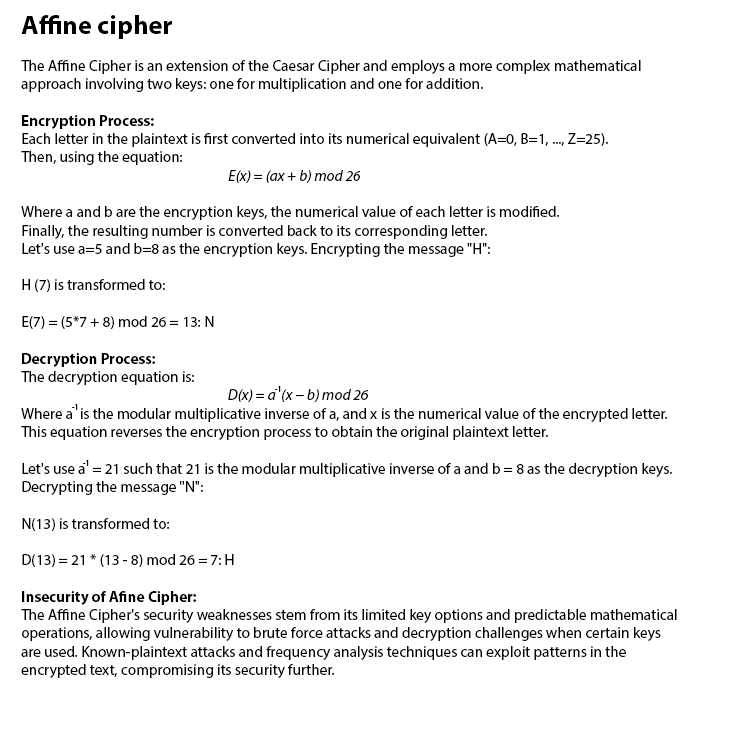 Affine cipher
The Affine Cipher is an extension of the Caesar Cipher and employs a more complex mathematical
approach involving two keys: one for multiplication and one for addition.
Encryption Process:
Each letter in the plaintext is first converted into its numerical equivalent (A=0, B=1, ..., Z=25).
Then, using the equation:
E(x) = (ax + b) mod 26
Where a and b are the encryption keys, the numerical value of each letter is modified.
Finally, the resulting number is converted back to its corresponding letter.
Let's use a=5 and b=8 as the encryption keys. Encrypting the message "H":
H (7) is transformed to:
E(7) = (5*7 + 8) mod 26 = 13: N
Decryption Process:
The decryption equation is:
D(x) = a⁻¹(x – b) mod 26
Where a⁻¹ is the modular multiplicative inverse of a, and x is the numerical value of the encrypted letter.
This equation reverses the encryption process to obtain the original plaintext letter.
Let's use a⁻¹ = 21 such that 21 is the modular multiplicative inverse of a and b = 8 as the decryption keys.
Decrypting the message "N":
N(13) is transformed to:
D(13) = 21 * (13 - 8) mod 26 = 7: H
Insecurity of Afine Cipher:
The Affine Cipher's security weaknesses stem from its limited key options and predictable mathematical
operations, allowing vulnerability to brute force attacks and decryption challenges when certain keys
are used. Known-plaintext attacks and frequency analysis techniques can exploit patterns in the
encrypted text, compromising its security further.